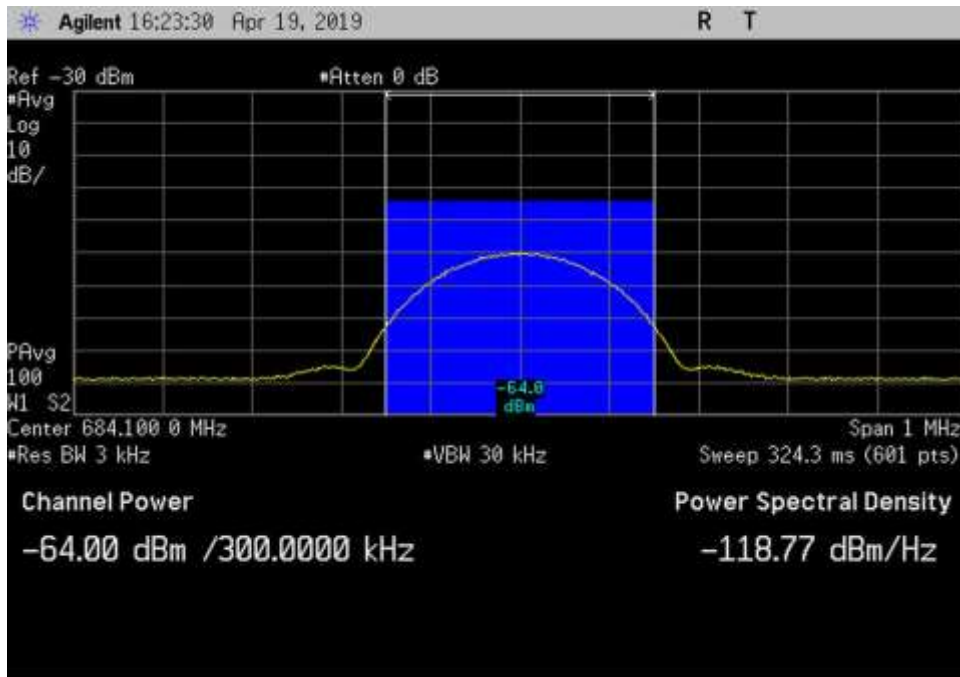 Agilent 16:23:30 Apr 19, 2019 R T
Ref -30 dBm #Atten 0 dB
#Avg
Log
10
dB/
PAvg
100
W1 S2
-64.0
dBm
Center 684.100 0 MHz Span 1 MHz
#Res BW 3 kHz #VBW 30 kHz Sweep 324.3 ms (601 pts)
Channel Power Power Spectral Density
-64.00 dBm /300.0000 kHz -118.77 dBm/Hz